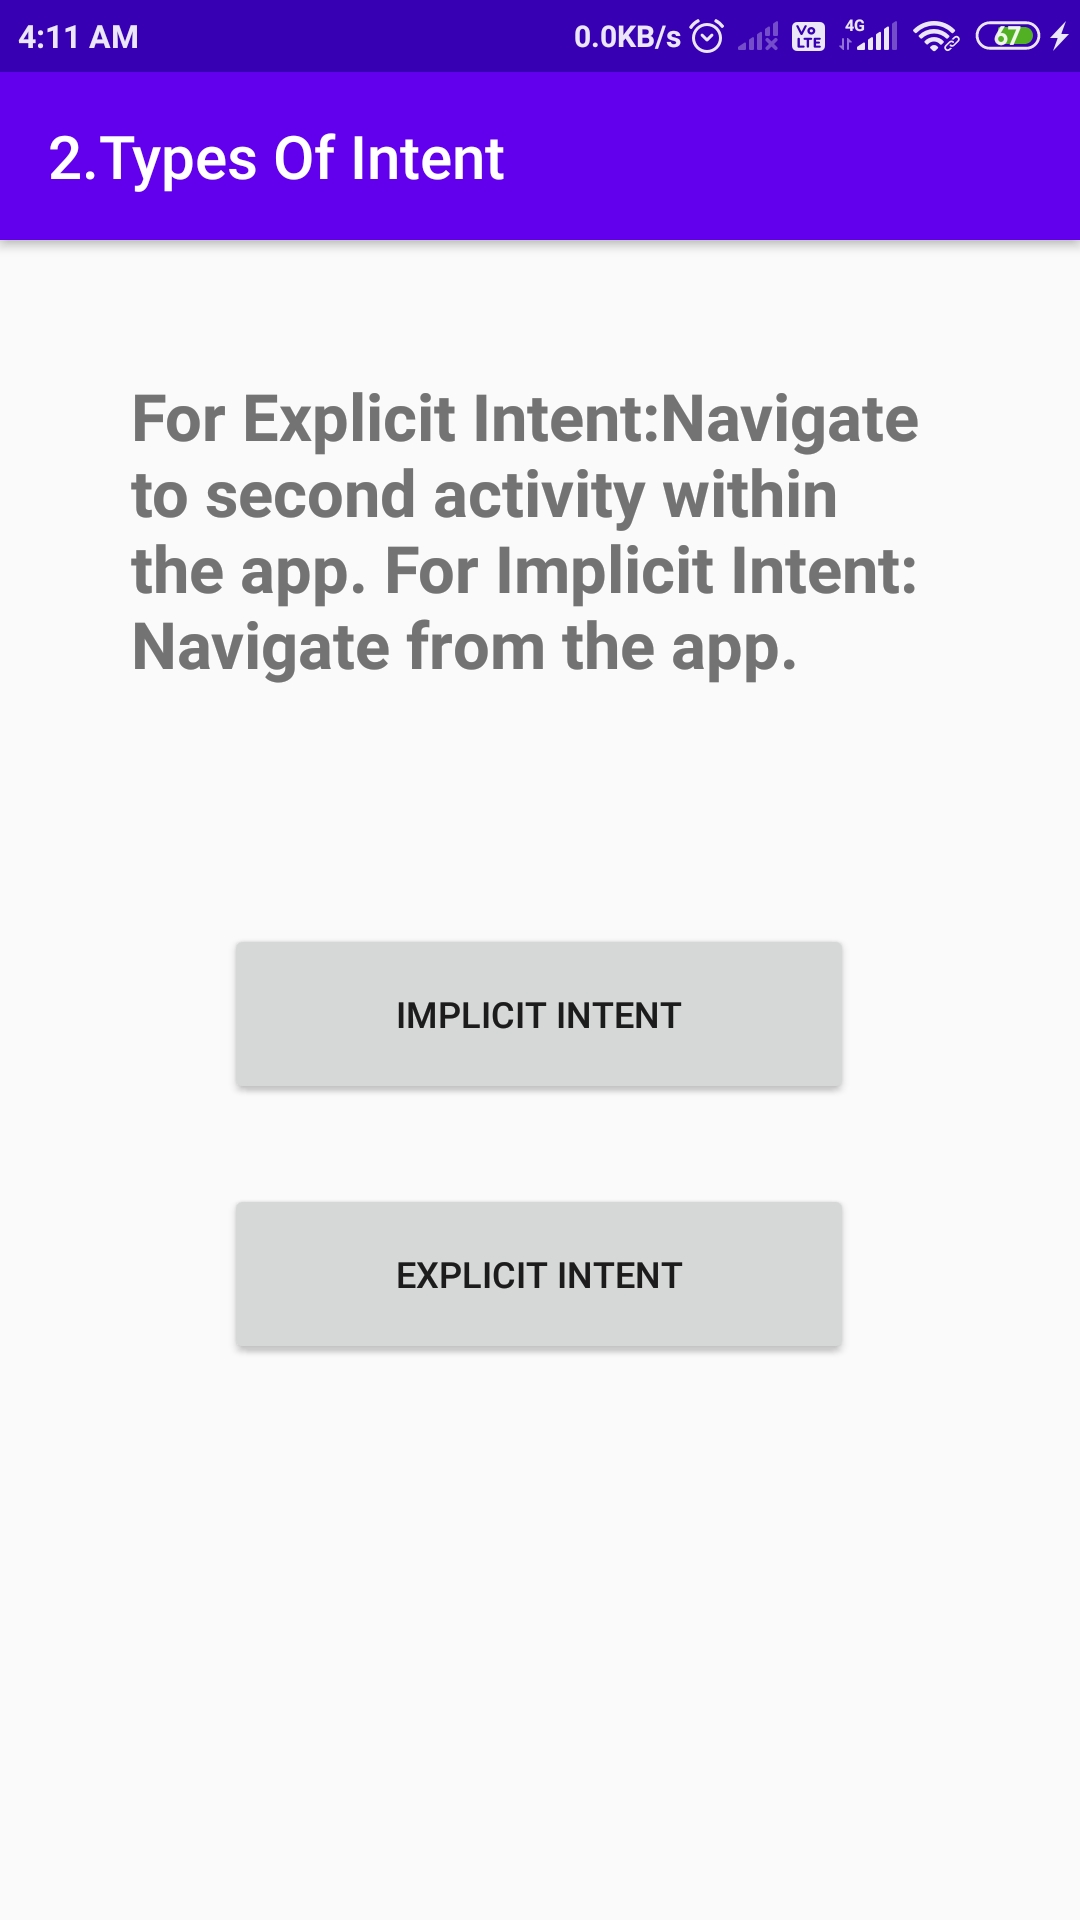 4:11 AM 0.0KB/s Vo LTE 4G 67
2.Types Of Intent
For Explicit Intent:Navigate
to second activity within
the app. For Implicit Intent:
Navigate from the app.
IMPLICIT INTENT
EXPLICIT INTENT